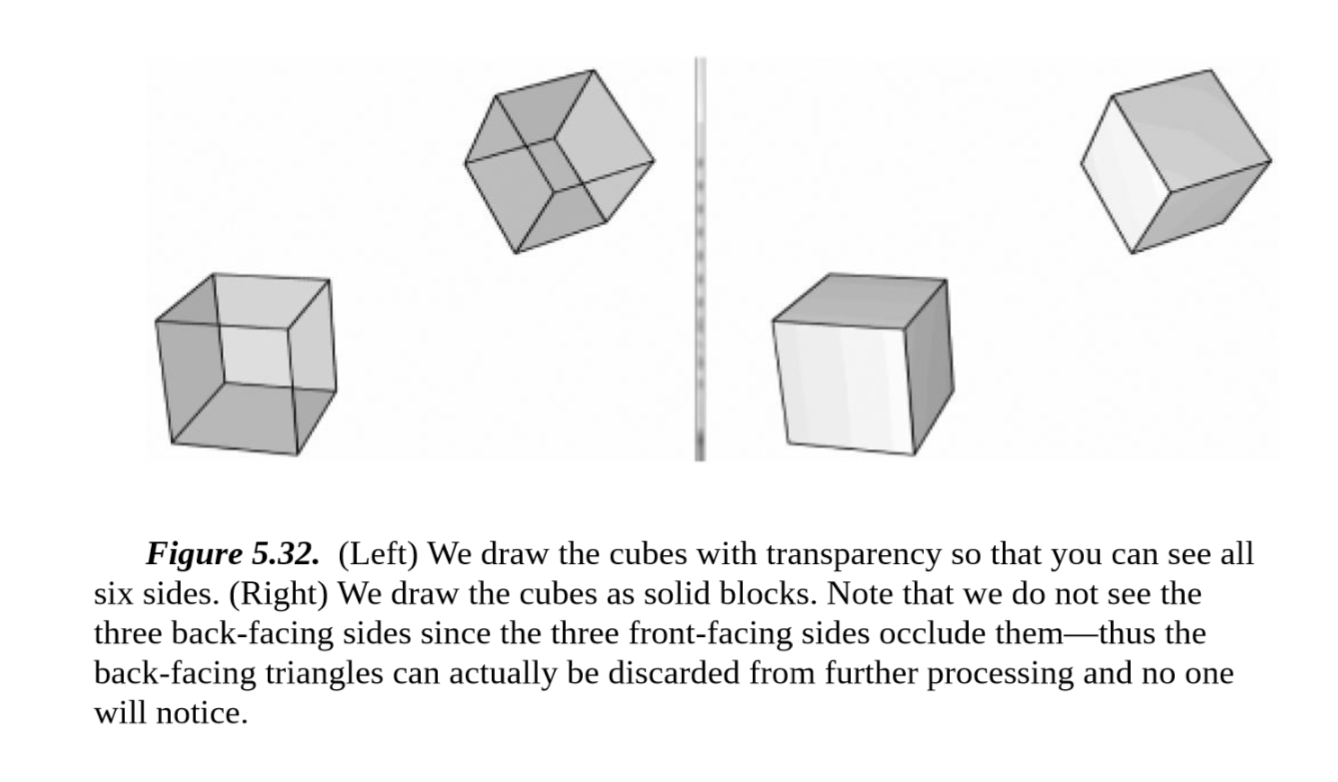 Figure 5.32. (Left) We draw the cubes with transparency so that you can see all
six sides. (Right) We draw the cubes as solid blocks. Note that we do not see the
three back-facing sides since the three front-facing sides occlude them—thus the
back-facing triangles can actually be discarded from further processing and no one
will notice.